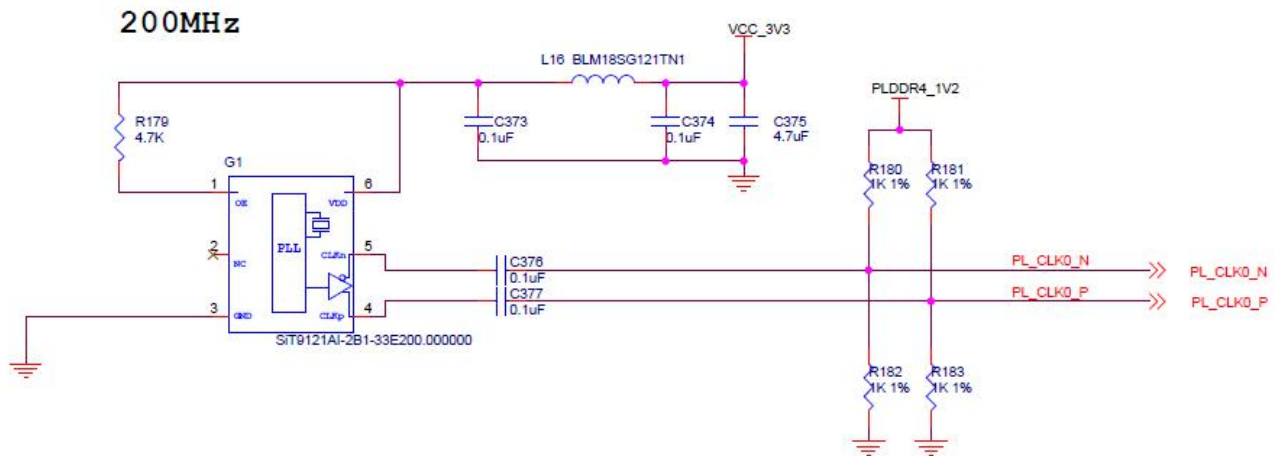 200MHz
VCC_3V3
L16 BLM18SG121TN1
PLDDR4_1V2
R179
4.7K
C373
0.1uF
C374
0.1uF
C375
4.7uF
G1
R180
1K 1%
R181
1K 1%
1
OE
6
VDD
PLL
2
NC
5
CLKn
C376
0.1uF
PL_CLK0_N
PL_CLK0_N
C377
0.1uF
PL_CLK0_P
PL_CLK0_P
3
GND
4
CLKp
SiT9121AI-2B1-33E200.000000
R182
1K 1%
R183
1K 1%